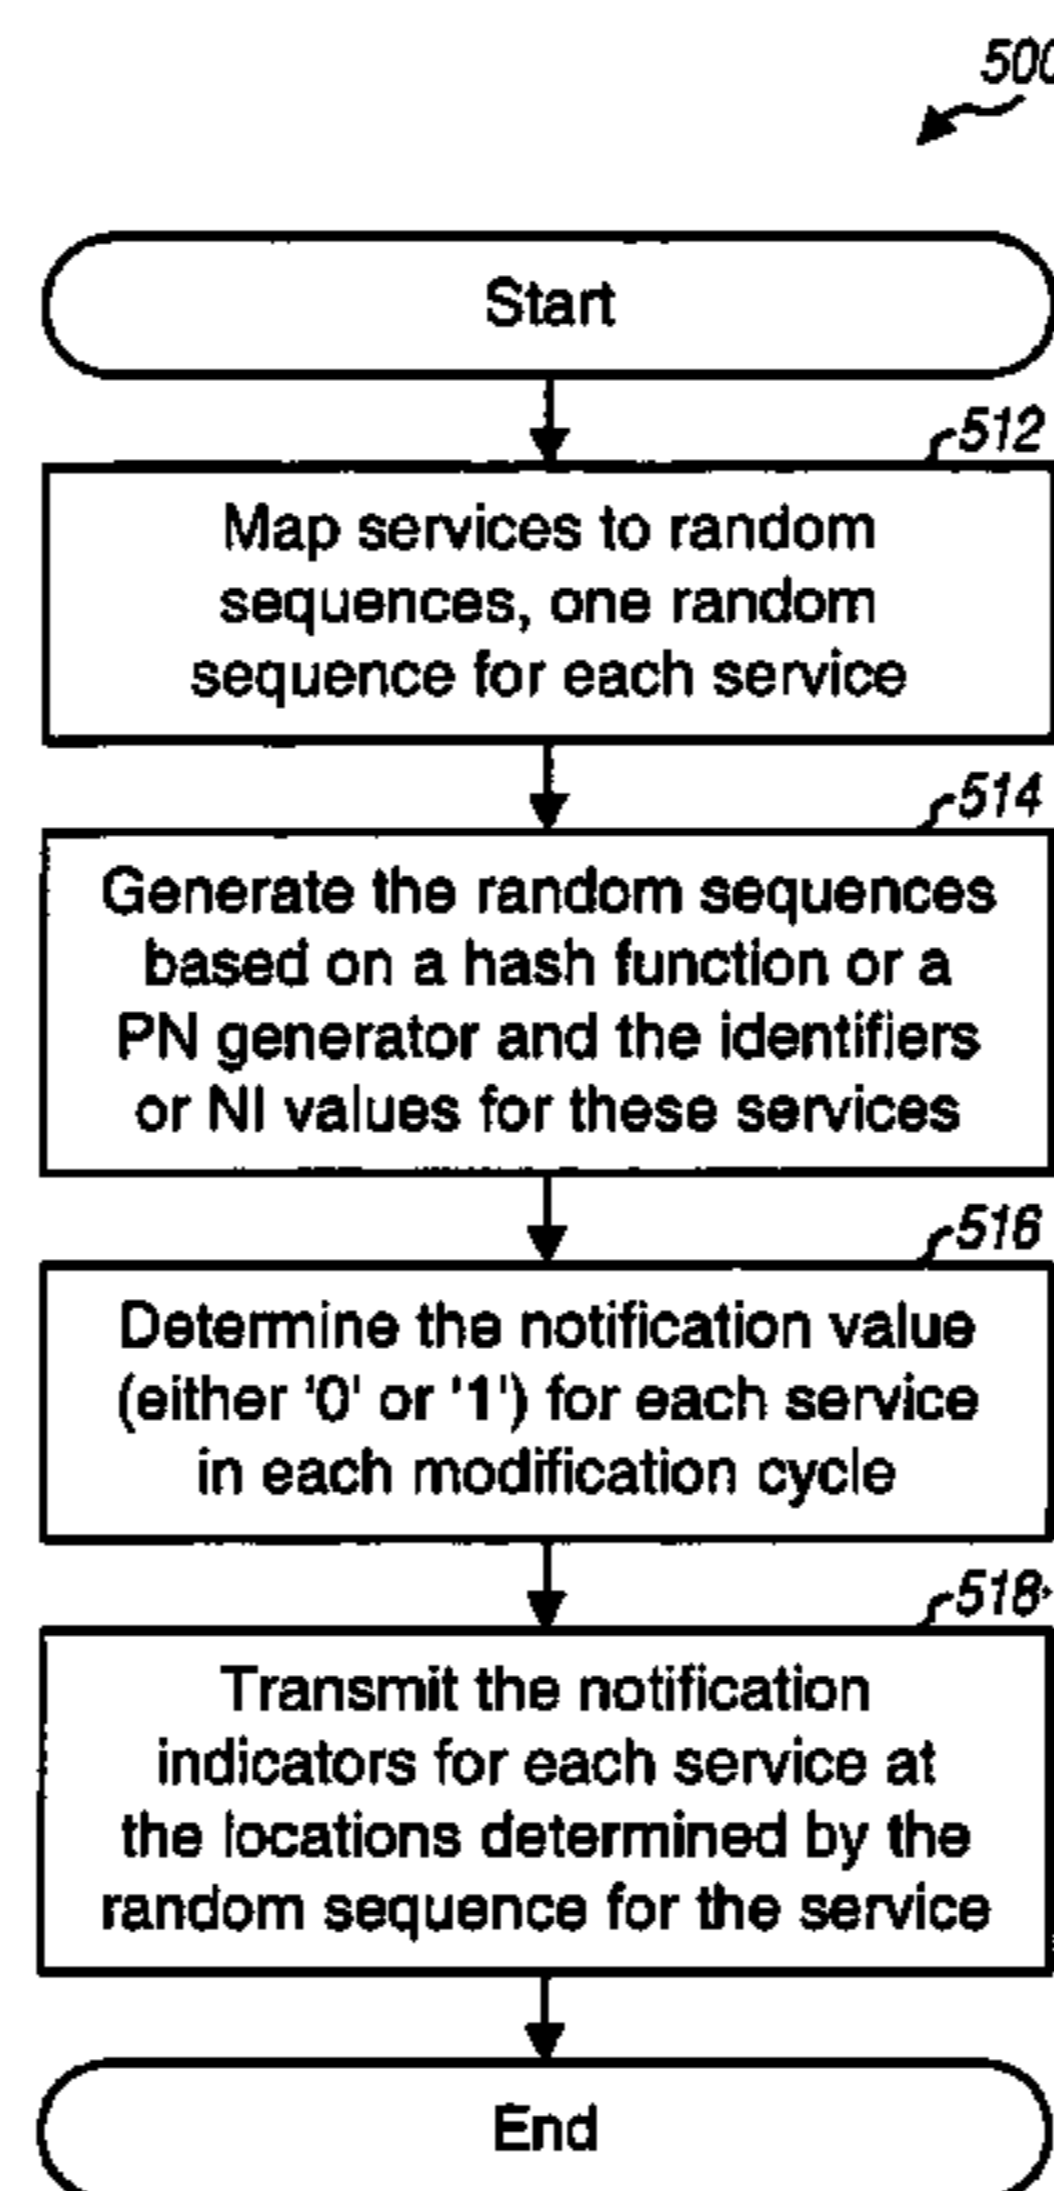 500
Start
512
Map services to random
sequences, one random
sequence for each service
514
Generate the random sequences
based on a hash function or a
PN generator and the identifiers
or NI values for these services
516
Determine the notification value
(either '0' or '1') for each service
in each modification cycle
518
Transmit the notification
indicators for each service at
the locations determined by the
random sequence for the service
End